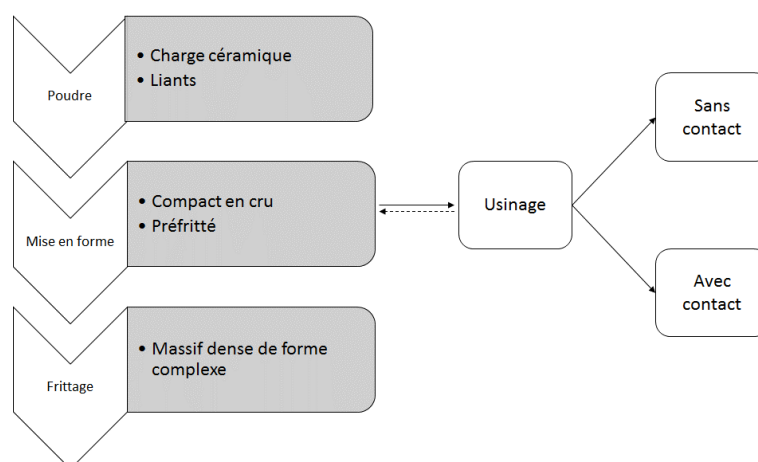 Poudre
• Charge céramique
• Liants
Mise en forme
• Compact en cru
• Préfritté
Usinage
Sans
contact
Avec
contact
Frittage
• Massif dense de forme
complexe